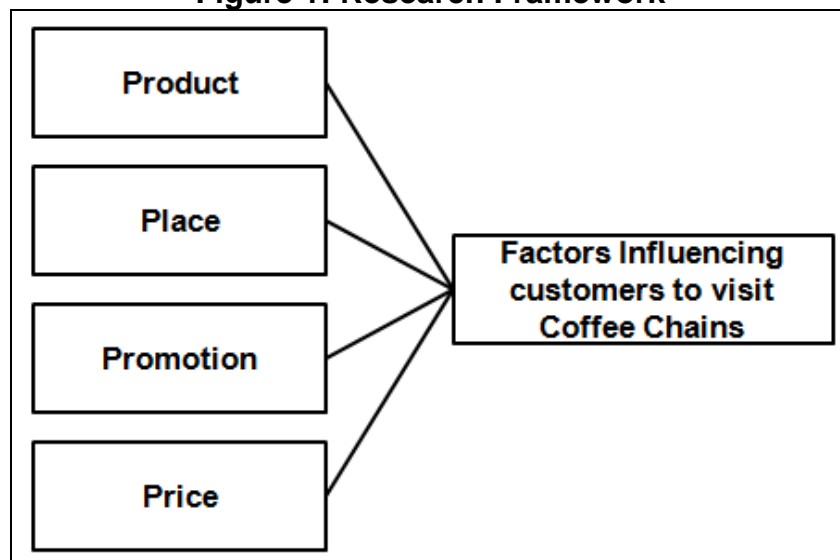 Figure 1. Research Framework
Product
Place
Promotion
Price
Factors Influencing
customers to visit
Coffee Chains